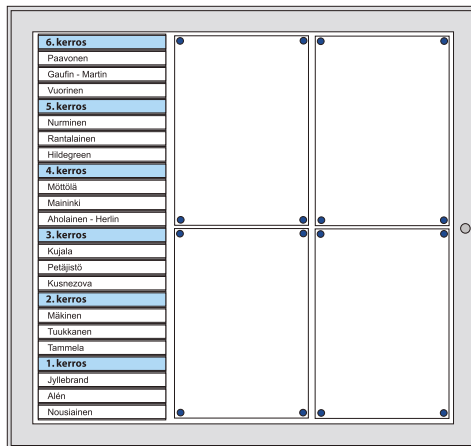 6. kerros
Paavonen
Gaufin - Martin
Vuorinen
5. kerros
Nurminen
Rantalainen
Hildegreen
4. kerros
Möttölä
Maininki
Aholainen - Herlin
3. kerros
Kujala
Petäjistö
Kusnezova
2. kerros
Mäkinen
Tuukkanen
Tammela
1. kerros
Jyllebrand
Alén
Nousiainen